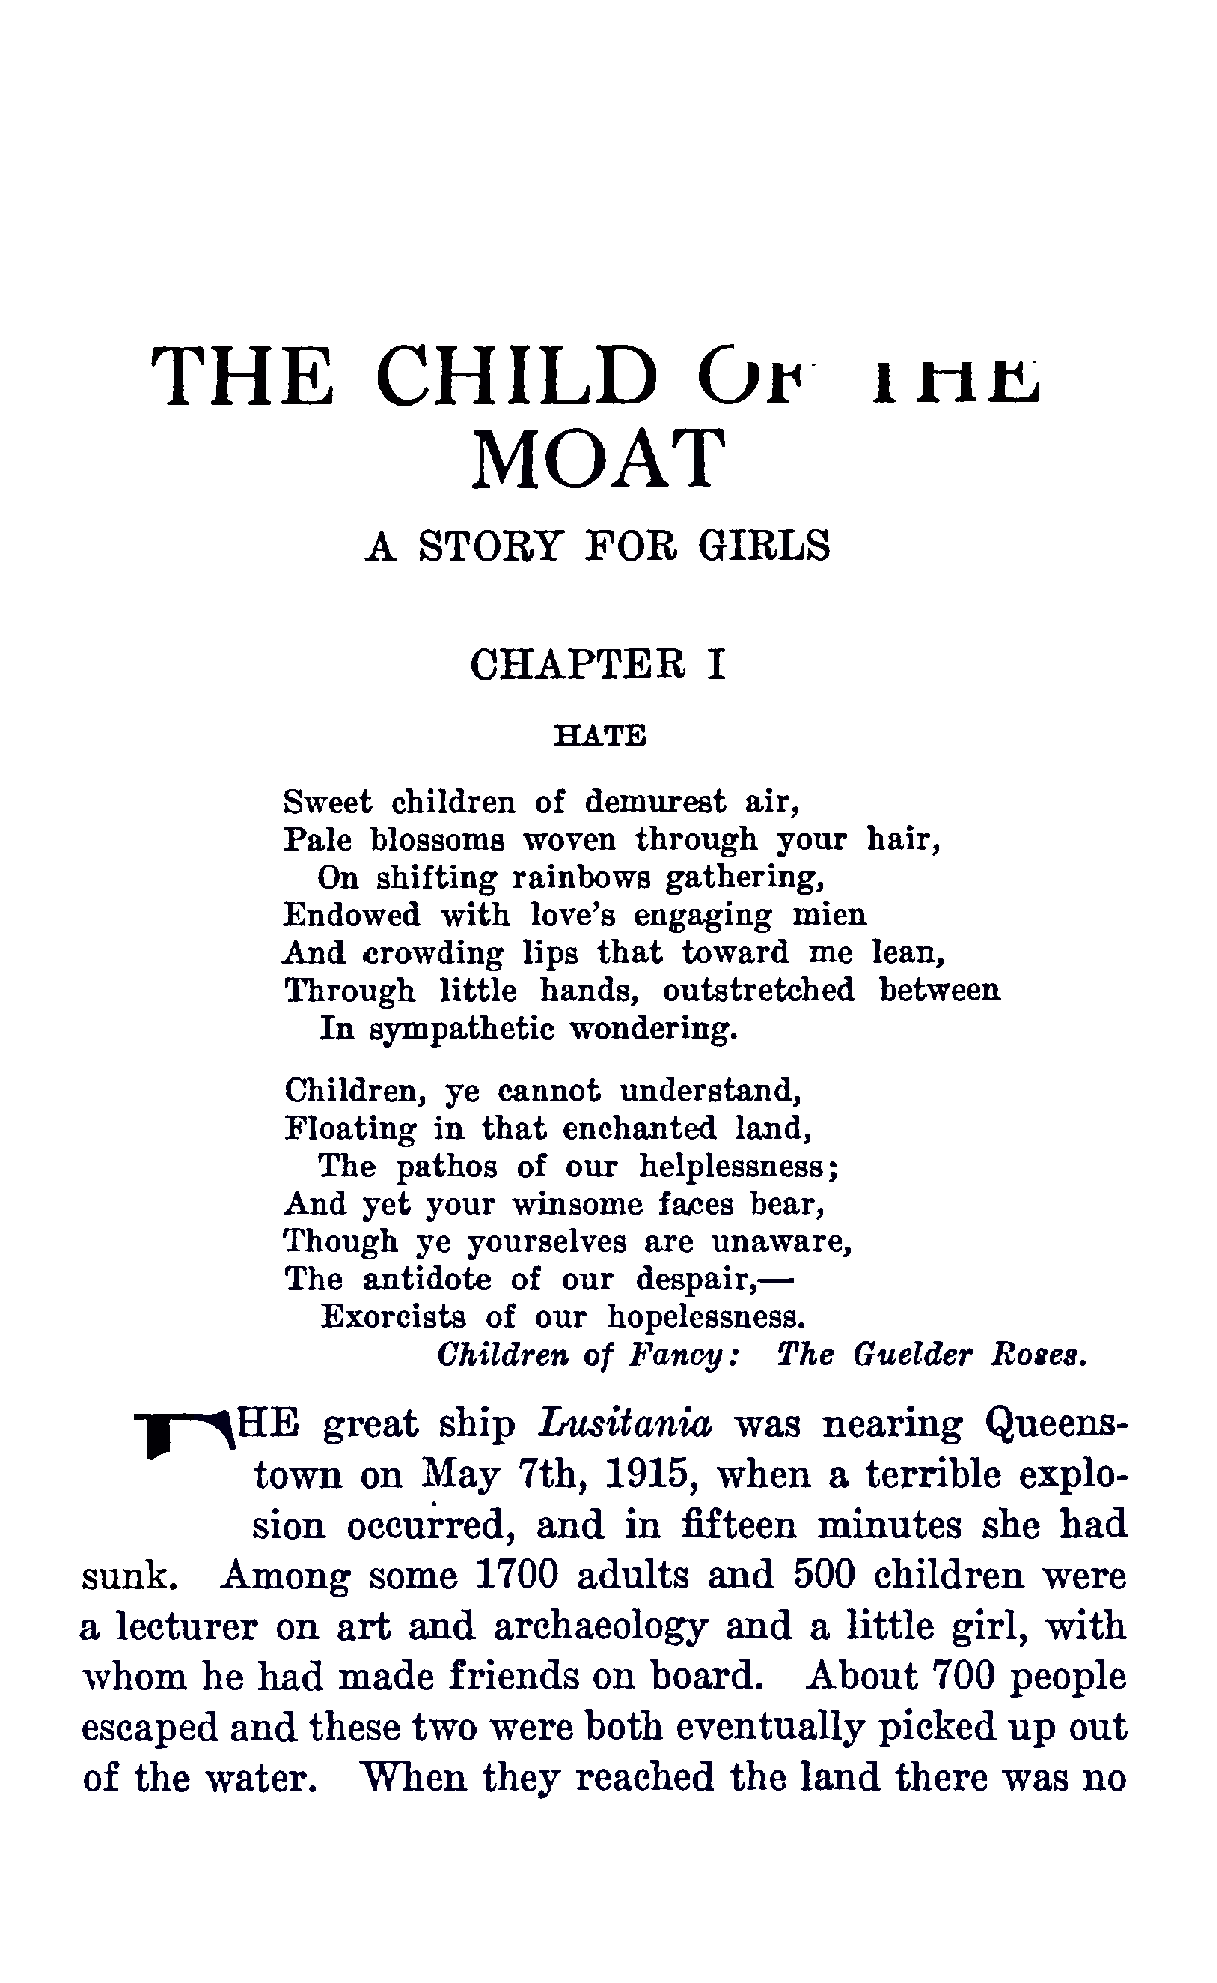 THE CHILD OF THE
MOAT
A STORY FOR GIRLS
CHAPTER I
HATE
Sweet children of demurest air,
Pale blossoms woven through your hair,
On shifting rainbows gathering,
Endowed with love's engaging mien
And crowding lips that toward me lean,
Through little hands, outstretched between
In sympathetic wondering.
Children, ye cannot understand,
Floating in that enchanted land,
The pathos of our helplessness;
And yet your winsome faces bear,
Though ye yourselves are unaware,
The antidote of our despair,—
Exorcists of our hopelessness.
Children of Fancy: The Guelder Roses.
THE great ship Lusitania was nearing Queens-
town on May 7th, 1915, when a terrible explo-
sion occurred, and in fifteen minutes she had
sunk. Among some 1700 adults and 500 children were
a lecturer on art and archaeology and a little girl, with
whom he had made friends on board. About 700 people
escaped and these two were both eventually picked up out
of the water. When they reached the land there was no